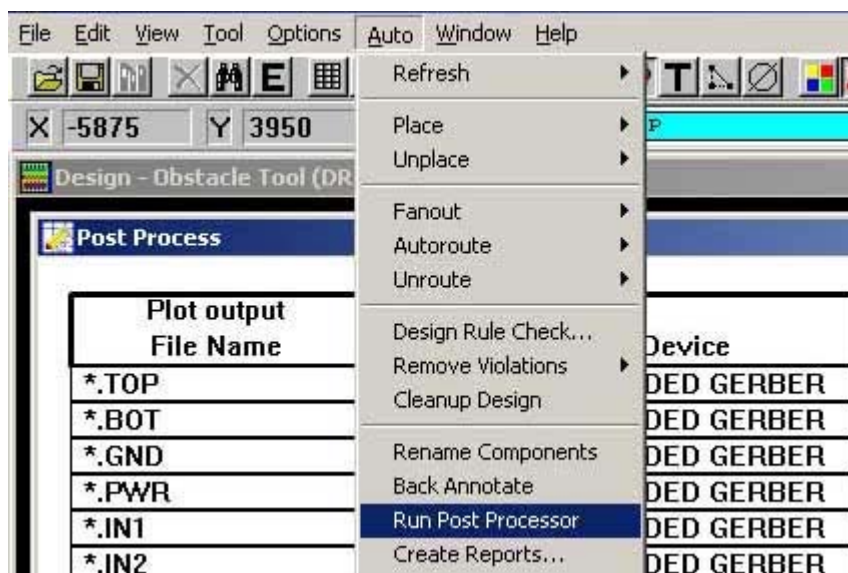 File Edit View Tool Options Auto Window Help
E T
X -5875 Y 3950 P
Design - Obstacle Tool (DR
Post Process
Plot output
File Name Device
*.TOP DED GERBER
*.BOT DED GERBER
*.GND DED GERBER
*.PWR DED GERBER
*.IN1 DED GERBER
*.IN2 DED GERBER
Refresh
Place
Unplace
Fanout
Autoroute
Unroute
Design Rule Check...
Remove Violations
Cleanup Design
Rename Components
Back Annotate
Run Post Processor
Create Reports...